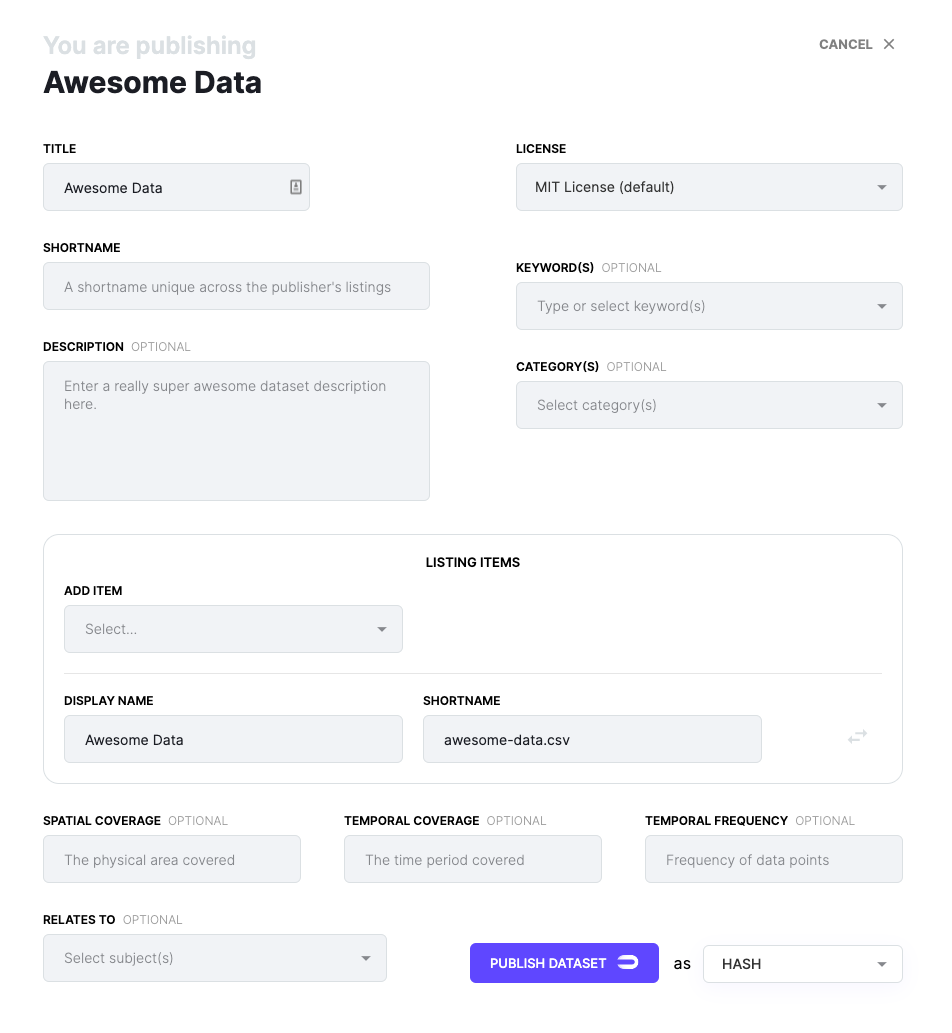 You are publishing
CANCEL
Awesome Data
TITLE
Awesome Data
LICENSE
MIT License (default)
SHORTNAME
A shortname unique across the publisher's listings
KEYWORD(S) OPTIONAL
Type or select keyword(s)
DESCRIPTION OPTIONAL
Enter a really super awesome dataset description
here.
CATEGORY(S) OPTIONAL
Select category(s)
LISTING ITEMS
ADD ITEM
Select...
DISPLAY NAME
Awesome Data
SHORTNAME
awesome-data.csv
SPATIAL COVERAGE OPTIONAL
The physical area covered
TEMPORAL COVERAGE OPTIONAL
The time period covered
TEMPORAL FREQUENCY OPTIONAL
Frequency of data points
RELATES TO OPTIONAL
Select subject(s)
PUBLISH DATASET as HASH